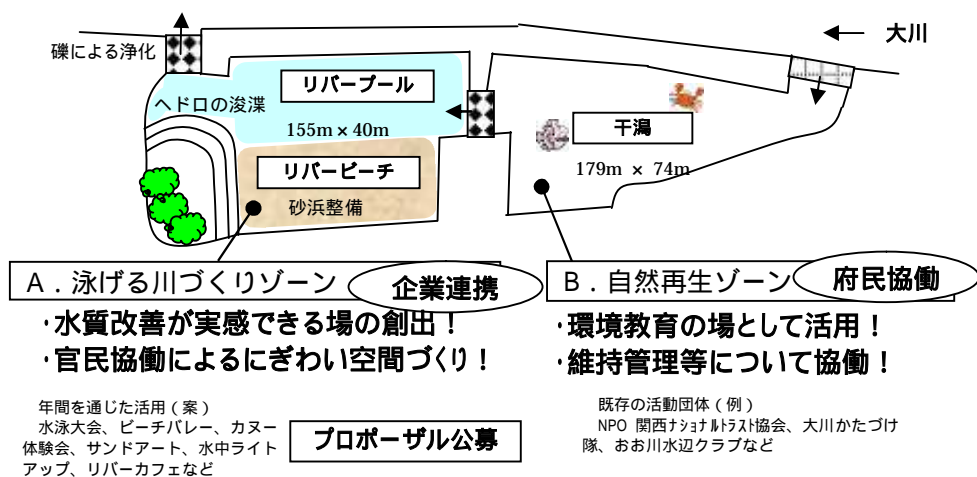 大川
礫による浄化
リバープール
ヘドロの浚渫
155m×40m
干潟
179m × 74m
リバービーチ
砂浜整備
A．泳げる川づくりゾーン
企業連携
・水質改善が実感できる場の創出！
・官民協働によるにぎわい空間づくり！
年間を通じた活用（案）
水泳大会、ビーチバレー、カヌー
体験会、サンドアート、水中ライト
アップ、リバーカフェなど
プロポーザル公募
B．自然再生ゾーン
府民協働
・環境教育の場として活用！
・維持管理等について協働！
既存の活動団体（例）
NPO 関西ﾅｼｮﾅﾙﾄﾗｽﾄ協会、大川かたづけ
隊、おお川水辺クラブなど